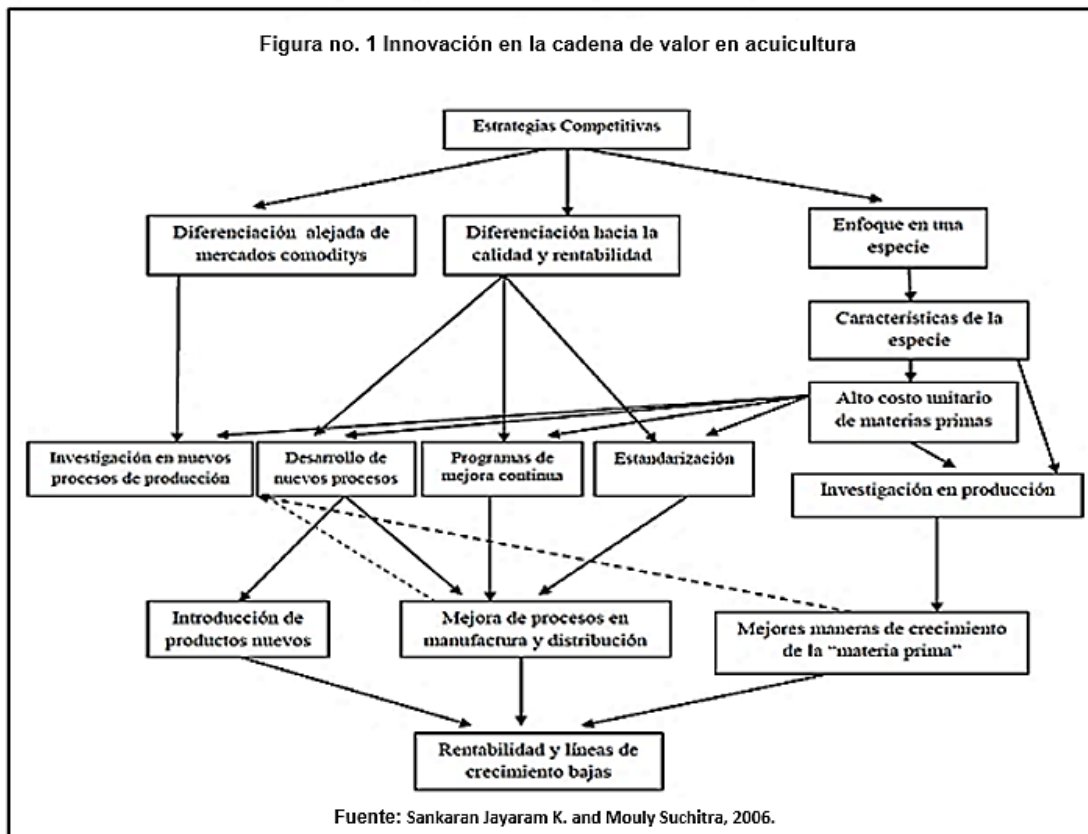 Figura no. 1 Innovación en la cadena de valor en acuicultura
Estrategias Competitivas
Diferenciación alejada de
mercados comoditys
Diferenciación hacia la
calidad y rentabilidad
Enfoque en una
especie
Características de la
especie
Alto costo unitario
de materias primas
Investigación en nuevos
procesos de producción
Desarrollo de
nuevos procesos
Programas de
mejora continua
Estandarización
Investigación en producción
Introducción de
productos nuevos
Mejora de procesos en
manufactura y distribución
Mejores maneras de crecimiento
de la “materia prima”
Rentabilidad y líneas de
crecimiento bajas
Fuente: Sankaran Jayaram K. and Mouly Suchitra, 2006.